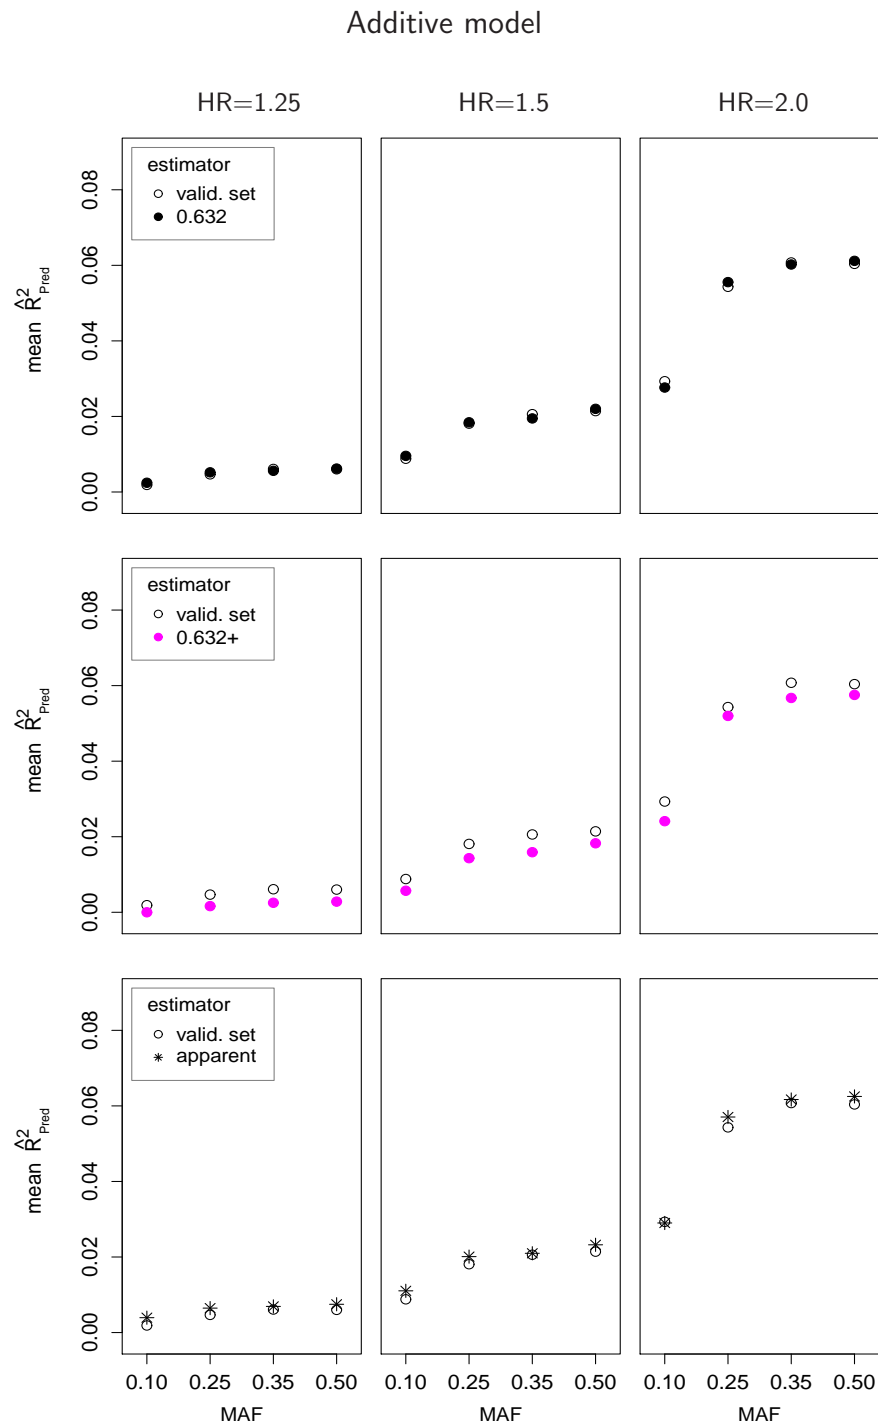 Additive model
HR=1.25 HR=1.5 HR=2.0
estimator
valid. set
0.632
0.08
0.06
0.04
0.02
0.00
mean R̂²Pred
estimator
valid. set
0.632+
0.08
0.06
0.04
0.02
0.00
mean R̂²Pred
estimator
valid. set
apparent
0.08
0.06
0.04
0.02
0.00
mean R̂²Pred
0.10 0.25 0.35 0.50 0.10 0.25 0.35 0.50 0.10 0.25 0.35 0.50
MAF MAF MAF